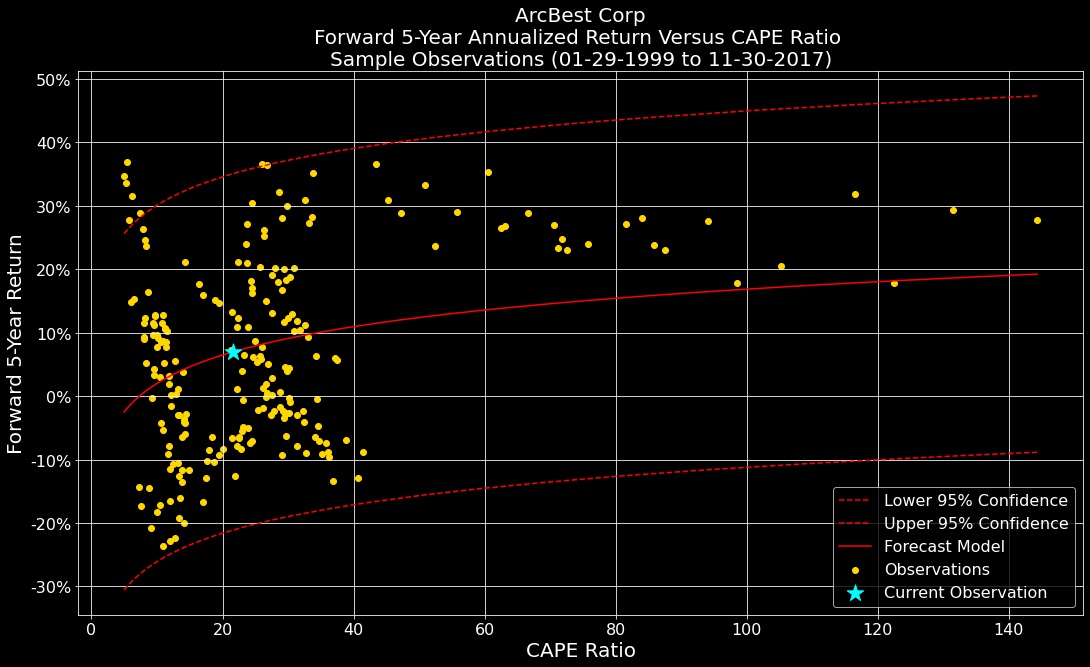 ArcBest Corp
Forward 5-Year Annualized Return Versus CAPE Ratio
Sample Observations (01-29-1999 to 11-30-2017)
Forward 5-Year Return
50%
40%
30%
20%
10%
0%
-10%
-20%
-30%
0 20 40 60 80 100 120 140
CAPE Ratio
Lower 95% Confidence
Upper 95% Confidence
Forecast Model
Observations
Current Observation